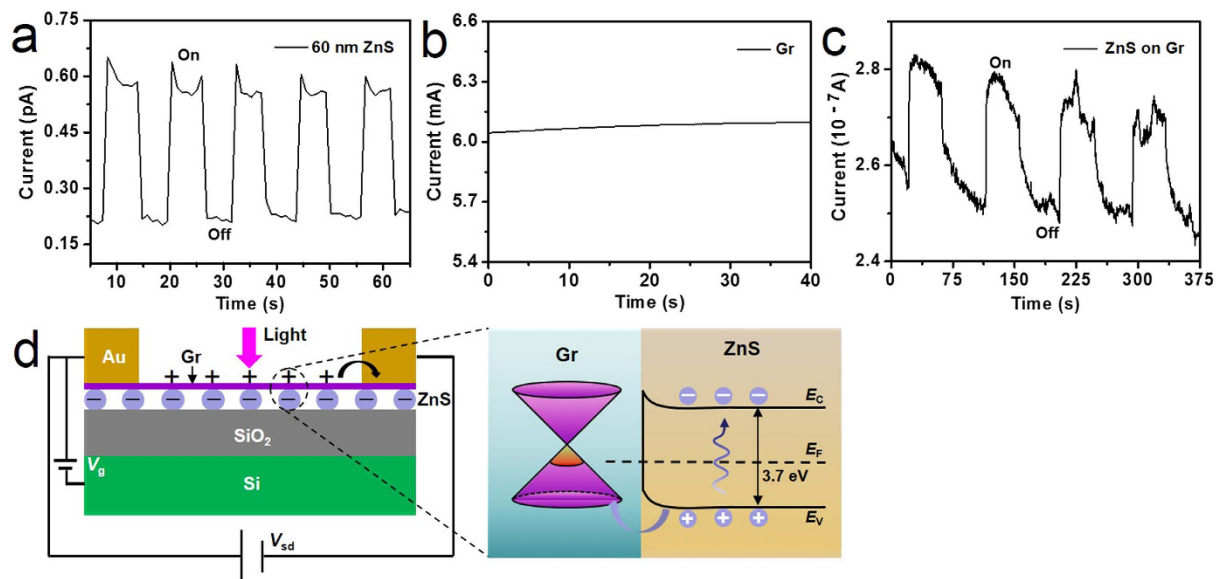 a
0.75
0.60
0.45
0.30
0.15
Current (pA)
60 nm ZnS
On
Off
10 20 30 40 50 60
Time (s)
b
6.6
6.3
6.0
5.7
5.4
Current (mA)
Gr
0 10 20 30 40
Time (s)
c
2.8
2.6
2.4
Current (10⁻⁷A)
ZnS on Gr
On
Off
0 75 150 225 300 375
Time (s)
d
Light
Au
Gr
+ + + + +
− − − − − − − −
ZnS
SiO₂
Si
Vg
Vsd
Gr
ZnS
− − −
EC
EF
3.7 eV
EV
+ + +